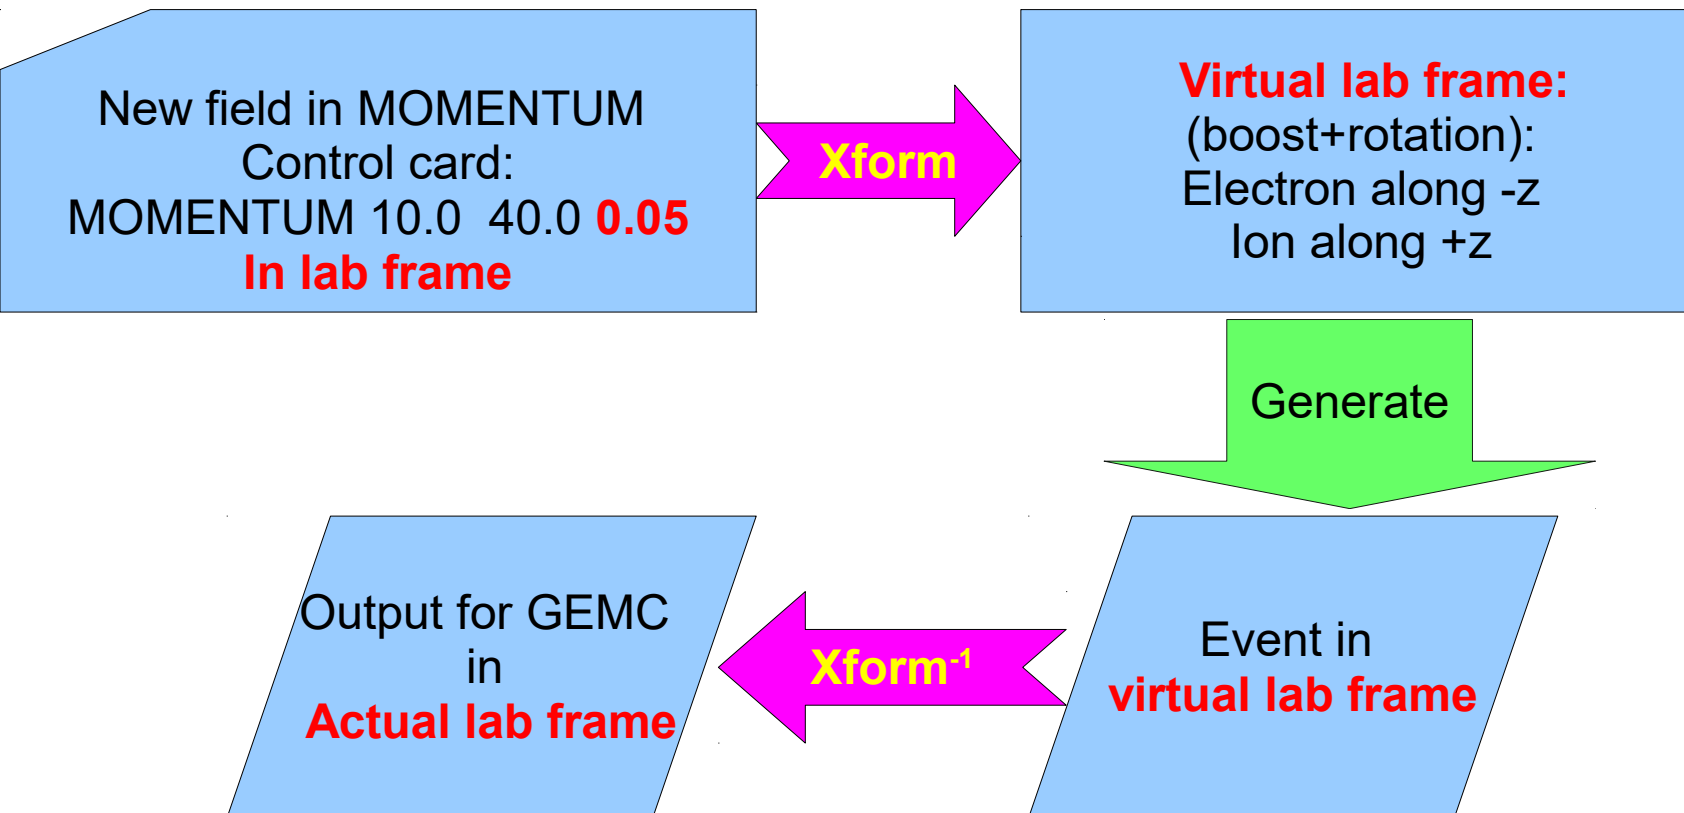 New field in MOMENTUM
Control card:
MOMENTUM 10.0  40.0 0.05
In lab frame
Xform
Virtual lab frame:
(boost+rotation):
Electron along -z
Ion along +z
Generate
Event in
virtual lab frame
Xform⁻¹
Output for GEMC
in
Actual lab frame